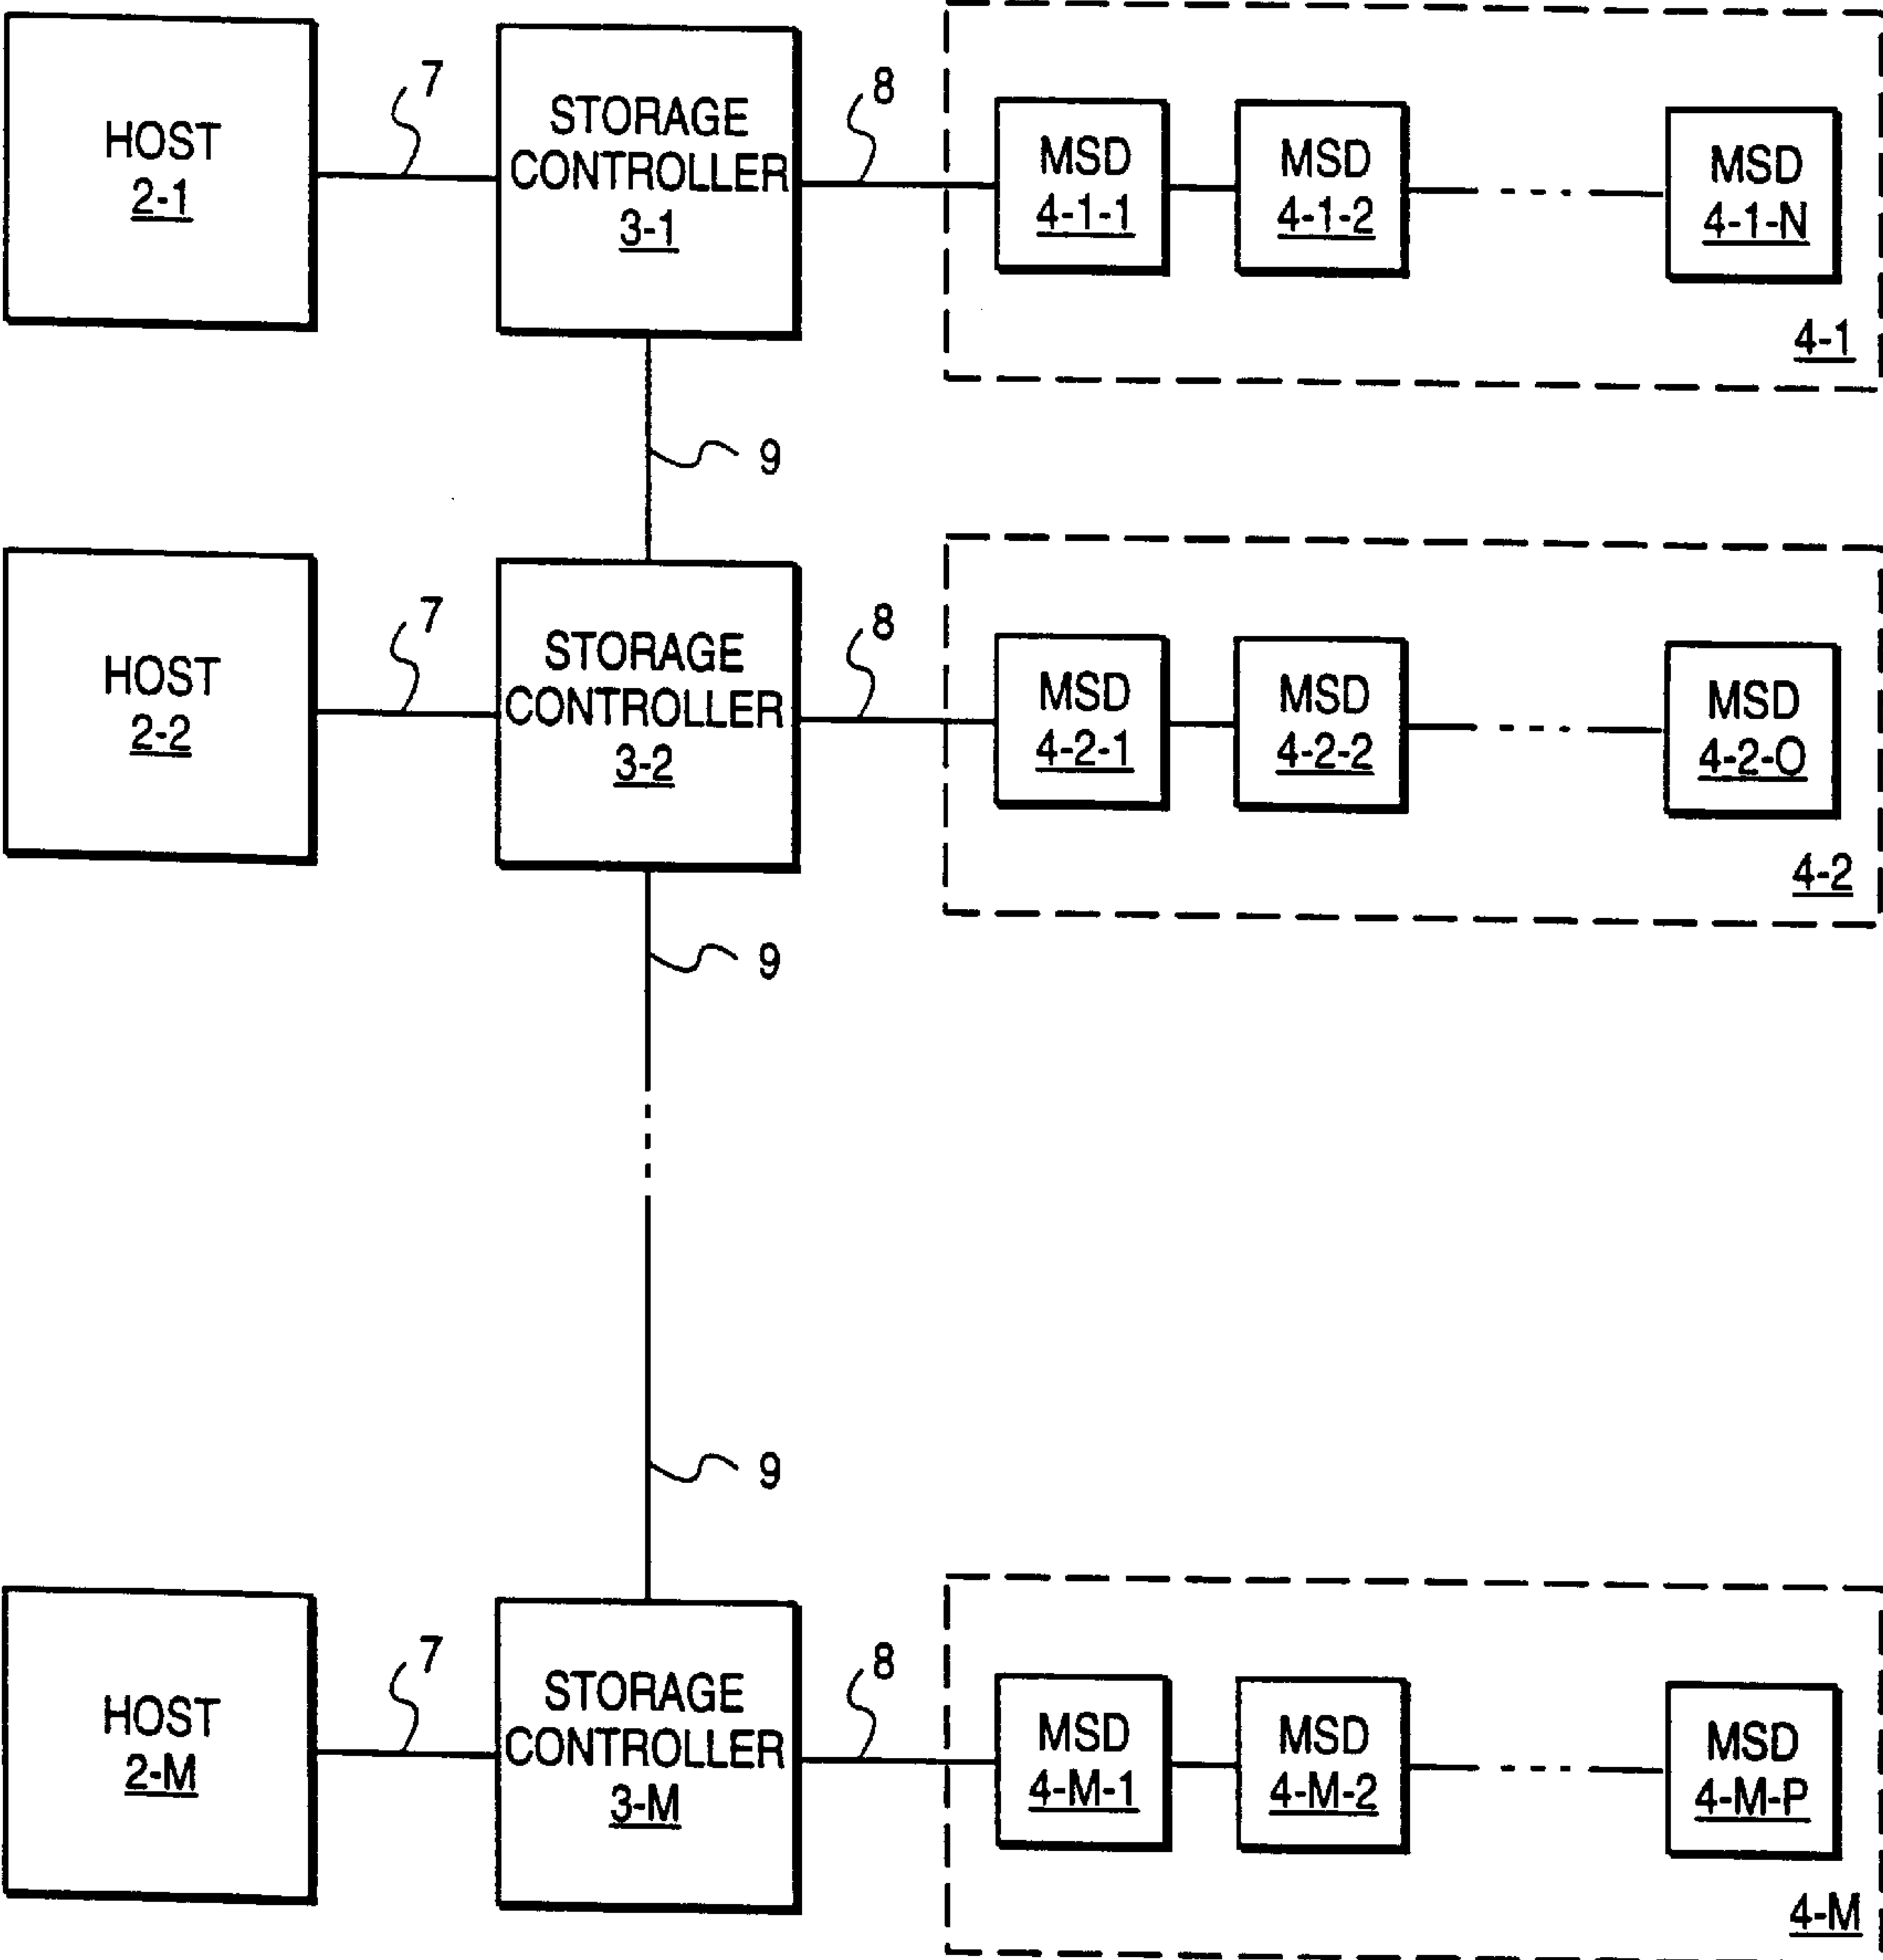 HOST
2-1
7
STORAGE
CONTROLLER
3-1
8
MSD
4-1-1
MSD
4-1-2
MSD
4-1-N
4-1
9
HOST
2-2
7
STORAGE
CONTROLLER
3-2
8
MSD
4-2-1
MSD
4-2-2
MSD
4-2-O
4-2
9
9
HOST
2-M
7
STORAGE
CONTROLLER
3-M
8
MSD
4-M-1
MSD
4-M-2
MSD
4-M-P
4-M